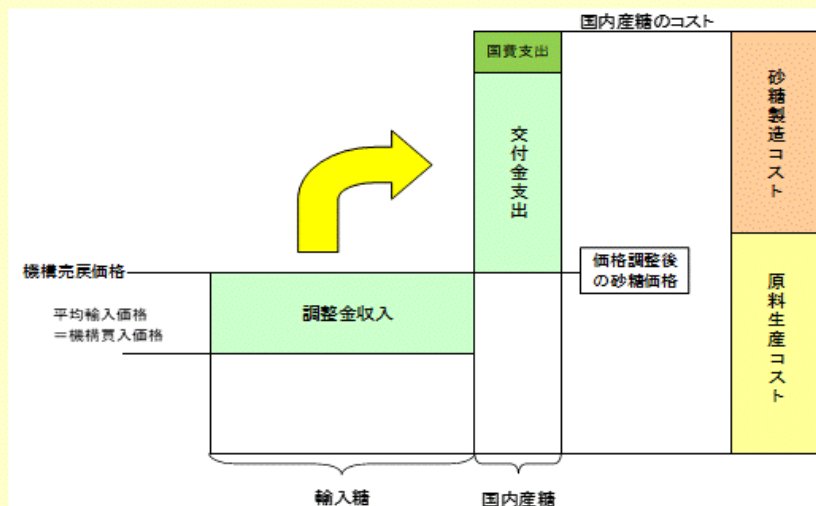 国内産糖のコスト
国費支出
砂糖製造コスト
交付金支出
機構売戻価格
価格調整後
の砂糖価格
平均輸入価格
＝機構買入価格
調整金収入
原料生産コスト
輸入糖
国内産糖